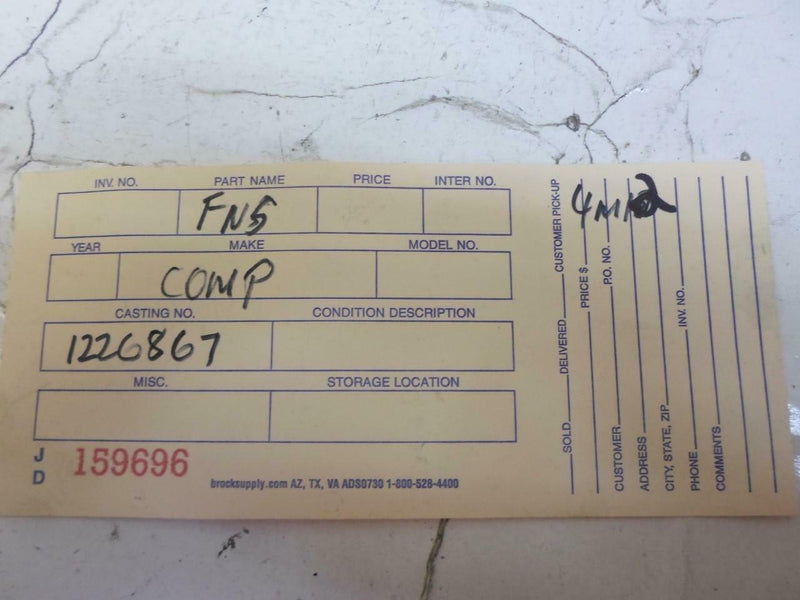 INV. NO. PART NAME PRICE INTER NO.
FN5
YEAR MAKE MODEL NO.
COMP
CASTING NO. CONDITION DESCRIPTION
1226867
MISC. STORAGE LOCATION
J
D
159696
brocksupply.com AZ, TX, VA ADS0730 1-800-528-4400
SOLD DELIVERED CUSTOMER PICK-UP
PRICE $
P.O. NO.
CUSTOMER
ADDRESS
CITY, STATE, ZIP
PHONE INV. NO.
COMMENTS